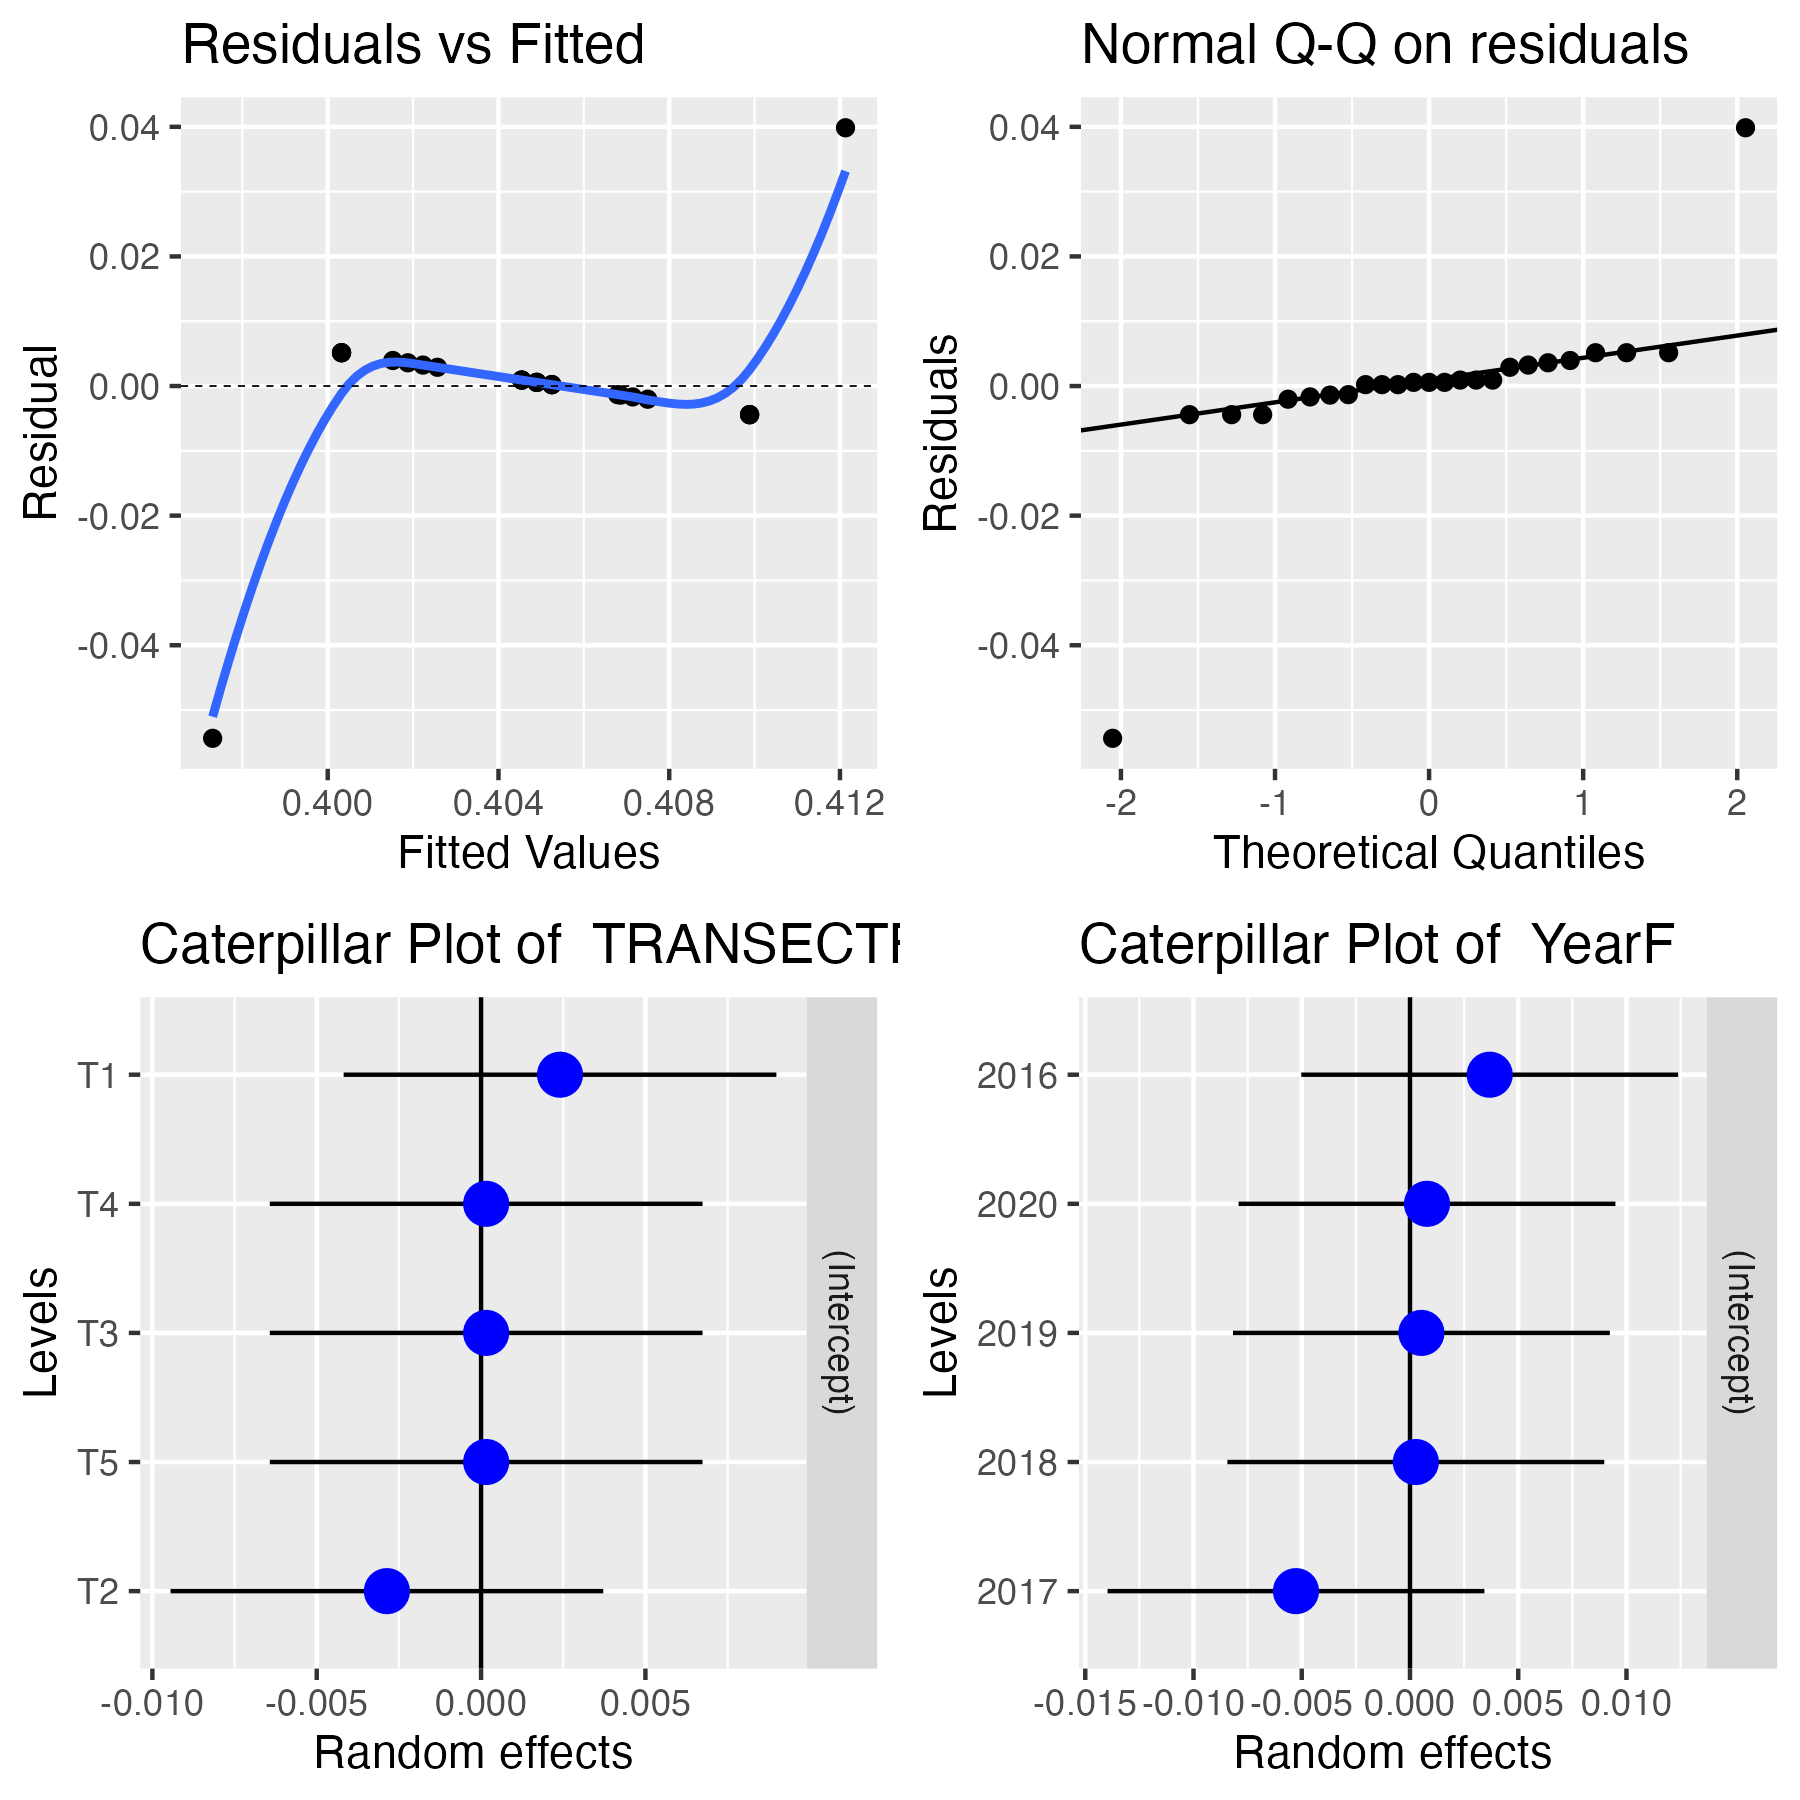 Residuals vs Fitted
0.04
0.02
0.00
-0.02
-0.04
Residual
0.400 0.404 0.408 0.412
Fitted Values
Normal Q-Q on residuals
0.04
0.02
0.00
-0.02
-0.04
Residuals
-2 -1 0 1 2
Theoretical Quantiles
Caterpillar Plot of TRANSECTF
T1
T4
T3
T5
T2
Levels
(Intercept)
-0.010 -0.005 0.000 0.005
Random effects
Caterpillar Plot of YearF
2016
2020
2019
2018
2017
Levels
(Intercept)
-0.015 -0.010 -0.005 0.000 0.005 0.010
Random effects